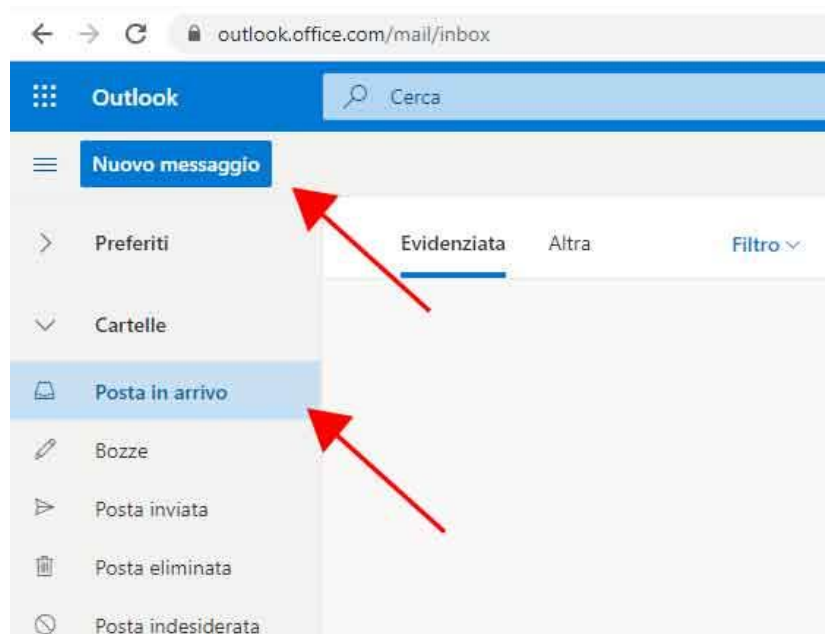 outlook.office.com/mail/inbox
Outlook
Cerca
Nuovo messaggio
Preferiti
Evidenziata
Altra
Filtro
Cartelle
Posta in arrivo
Bozze
Posta inviata
Posta eliminata
Posta indesiderata